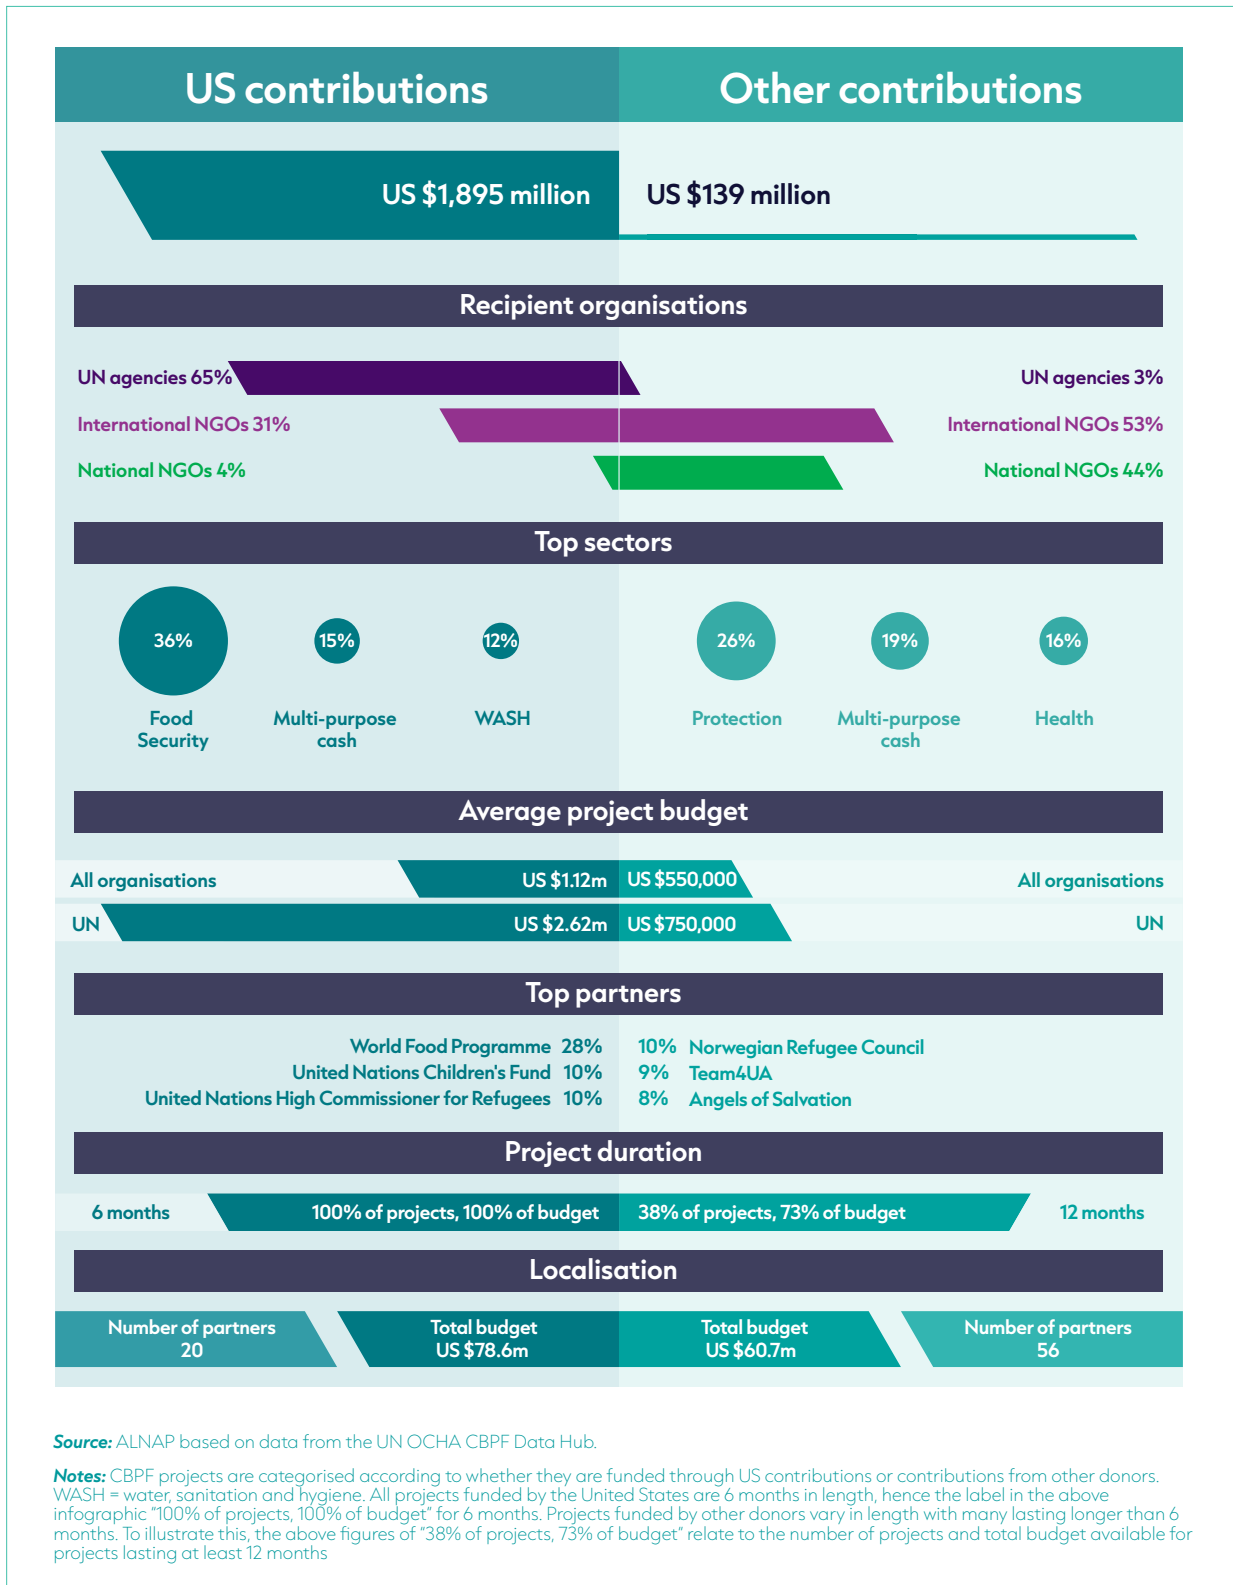 US contributions
Other contributions
US $1,895 million
US $139 million
Recipient organisations
UN agencies 65%
UN agencies 3%
International NGOs 31%
International NGOs 53%
National NGOs 4%
National NGOs 44%
Top sectors
36%
15%
12%
26%
19%
16%
Food
Security
Multi-purpose
cash
WASH
Protection
Multi-purpose
cash
Health
Average project budget
All organisations
US $1.12m
US $550,000
All organisations
UN
US $2.62m
US $750,000
UN
Top partners
World Food Programme 28%
10% Norwegian Refugee Council
United Nations Children's Fund 10%
9% Team4UA
United Nations High Commissioner for Refugees 10%
8% Angels of Salvation
Project duration
6 months
100% of projects, 100% of budget
38% of projects, 73% of budget
12 months
Localisation
Number of partners
20
Total budget
US $78.6m
Total budget
US $60.7m
Number of partners
56
Source: ALNAP based on data from the UN OCHA CBPF Data Hub.
Notes: CBPF projects are categorised according to whether they are funded through US contributions or contributions from other donors.
WASH = water, sanitation and hygiene. All projects funded by the United States are 6 months in length, hence the label in the above
infographic “100% of projects, 100% of budget” for 6 months. Projects funded by other donors vary in length with many lasting longer than 6
months. To illustrate this, the above figures of “38% of projects, 73% of budget” relate to the number of projects and total budget available for
projects lasting at least 12 months